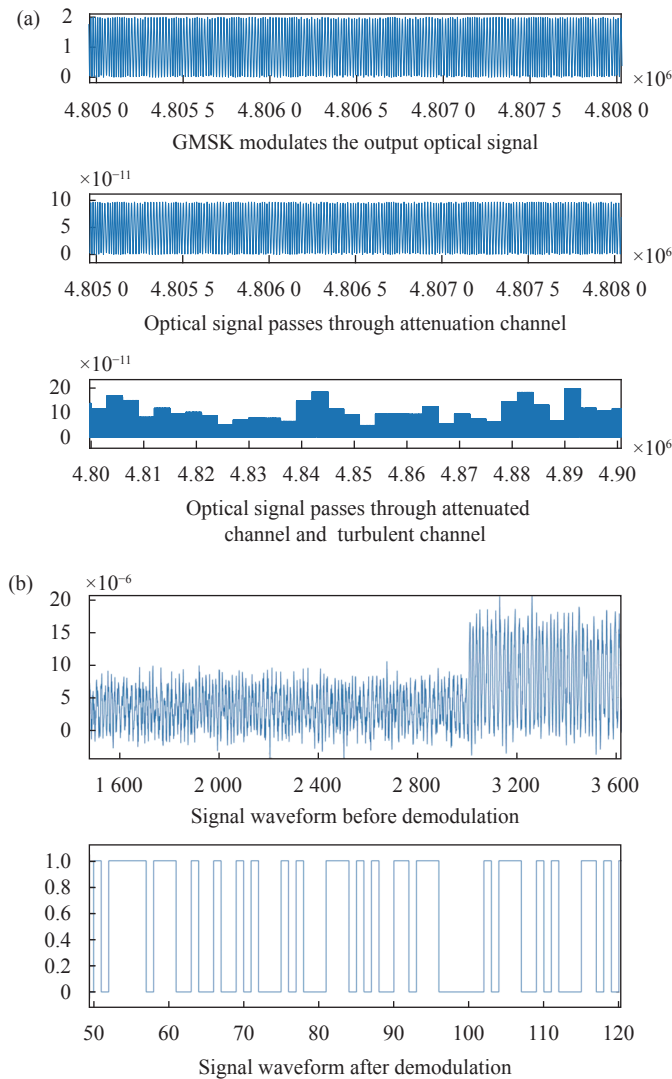 (a)
2
1
0
4.805 0 4.805 5 4.806 0 4.806 5 4.807 0 4.807 5 4.808 0
×10⁶
GMSK modulates the output optical signal
×10⁻¹¹
10
5
0
×10⁶
4.805 0 4.805 5 4.806 0 4.806 5 4.807 0 4.807 5 4.808 0
Optical signal passes through attenuation channel
×10⁻¹¹
20
10
0
×10⁶
4.80 4.81 4.82 4.83 4.84 4.85 4.86 4.87 4.88 4.89 4.90
Optical signal passes through attenuated
channel and turbulent channel
(b)
×10⁻⁶
20
15
10
5
0
1 600 2 000 2 400 2 800 3 200 3 600
Signal waveform before demodulation
1.0
0.8
0.6
0.4
0.2
0
50 60 70 80 90 100 110 120
Signal waveform after demodulation